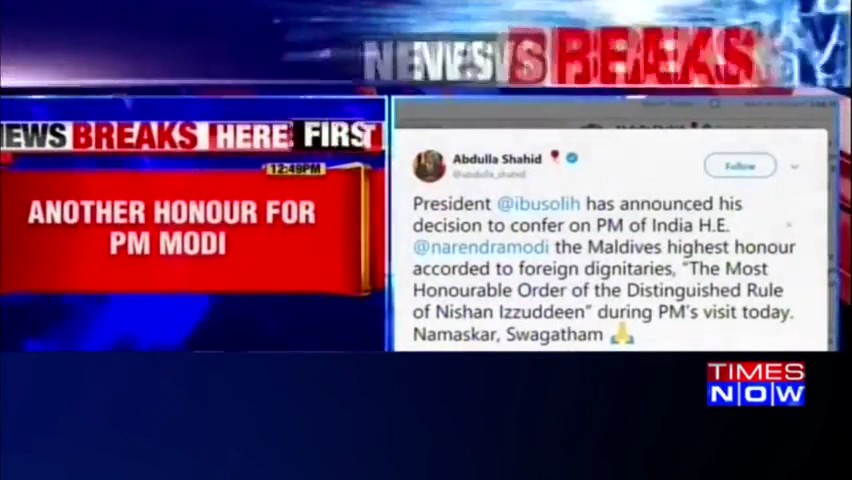 NEWS BREAKS
NEWS BREAKS HERE FIRST
12:49PM
ANOTHER HONOUR FOR
PM MODI
Abdulla Shahid
@abdulla_shahid
Follow
President @ibusolih has announced his
decision to confer on PM of India H.E.
@narendramodi the Maldives highest honour
accorded to foreign dignitaries, "The Most
Honourable Order of the Distinguished Rule
of Nishan Izzuddeen" during PM's visit today.
Namaskar, Swagatham 🙏
TIMES
NOW